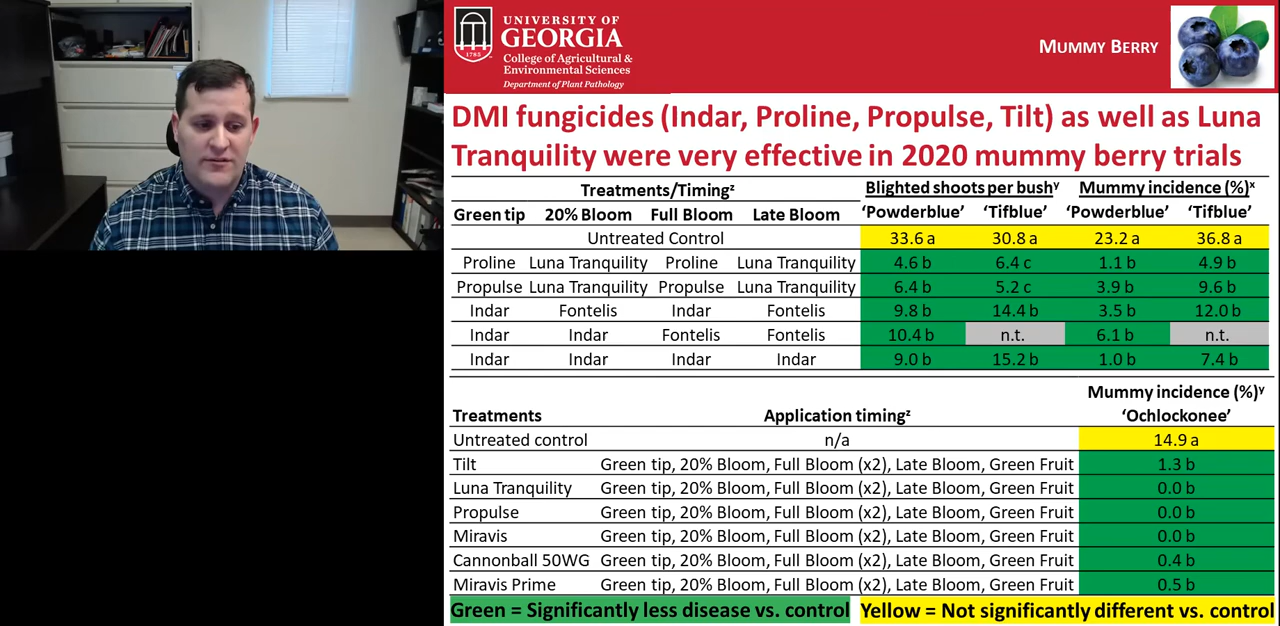 UNIVERSITY OF
GEORGIA
1785
College of Agricultural &
Environmental Sciences
Department of Plant Pathology
MUMMY BERRY
DMI fungicides (Indar, Proline, Propulse, Tilt) as well as Luna
Tranquility were very effective in 2020 mummy berry trials
Treatments/Timingᶻ Blighted shoots per bushʸ Mummy incidence (%)ˣ
Green tip 20% Bloom Full Bloom Late Bloom ‘Powderblue’ ‘Tifblue’ ‘Powderblue’ ‘Tifblue’
Untreated Control 33.6 a 30.8 a 23.2 a 36.8 a
Proline Luna Tranquility Proline Luna Tranquility 4.6 b 6.4 c 1.1 b 4.9 b
Propulse Luna Tranquility Propulse Luna Tranquility 6.4 b 5.2 c 3.9 b 9.6 b
Indar Fontelis Indar Fontelis 9.8 b 14.4 b 3.5 b 12.0 b
Indar Indar Fontelis Fontelis 10.4 b n.t. 6.1 b n.t.
Indar Indar Indar Indar 9.0 b 15.2 b 1.0 b 7.4 b
Mummy incidence (%)ʸ
Treatments Application timingᶻ ‘Ochlockonee’
Untreated control n/a 14.9 a
Tilt Green tip, 20% Bloom, Full Bloom (x2), Late Bloom, Green Fruit 1.3 b
Luna Tranquility Green tip, 20% Bloom, Full Bloom (x2), Late Bloom, Green Fruit 0.0 b
Propulse Green tip, 20% Bloom, Full Bloom (x2), Late Bloom, Green Fruit 0.0 b
Miravis Green tip, 20% Bloom, Full Bloom (x2), Late Bloom, Green Fruit 0.0 b
Cannonball 50WG Green tip, 20% Bloom, Full Bloom (x2), Late Bloom, Green Fruit 0.4 b
Miravis Prime Green tip, 20% Bloom, Full Bloom (x2), Late Bloom, Green Fruit 0.5 b
Green = Significantly less disease vs. control Yellow = Not significantly different vs. control